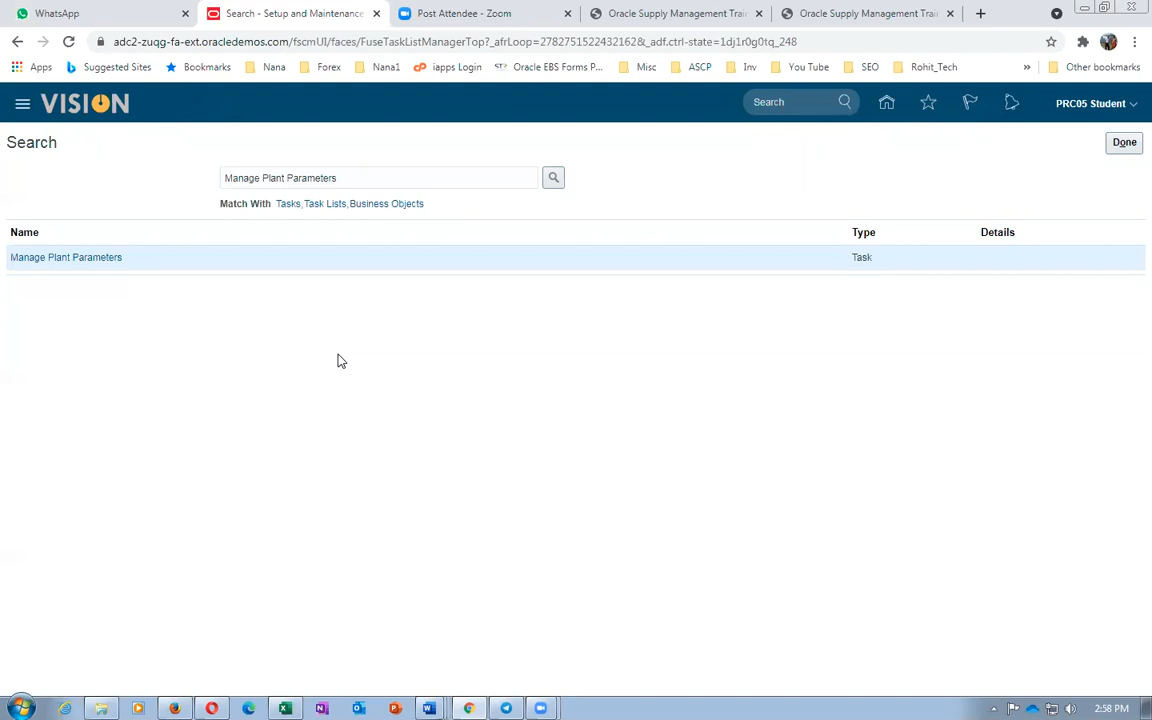 WhatsApp
Search - Setup and Maintenance
Post Attendee - Zoom
Oracle Supply Management Trai
Oracle Supply Management Trai
adc2-zuqg-fa-ext.oracledemos.com/fscmUI/faces/FuseTaskListManagerTop?_afrLoop=2782751522432162&_adf.ctrl-state=1dj1r0g0tq_248
Apps
Suggested Sites
Bookmarks
Nana
Forex
Nana1
iapps Login
Oracle EBS Forms P...
Misc
ASCP
Inv
You Tube
SEO
Rohit_Tech
»
Other bookmarks
VISION
Search
PRC05 Student
Search
Done
Manage Plant Parameters
Match With Tasks, Task Lists, Business Objects
Name Type Details
Manage Plant Parameters Task
2:58 PM